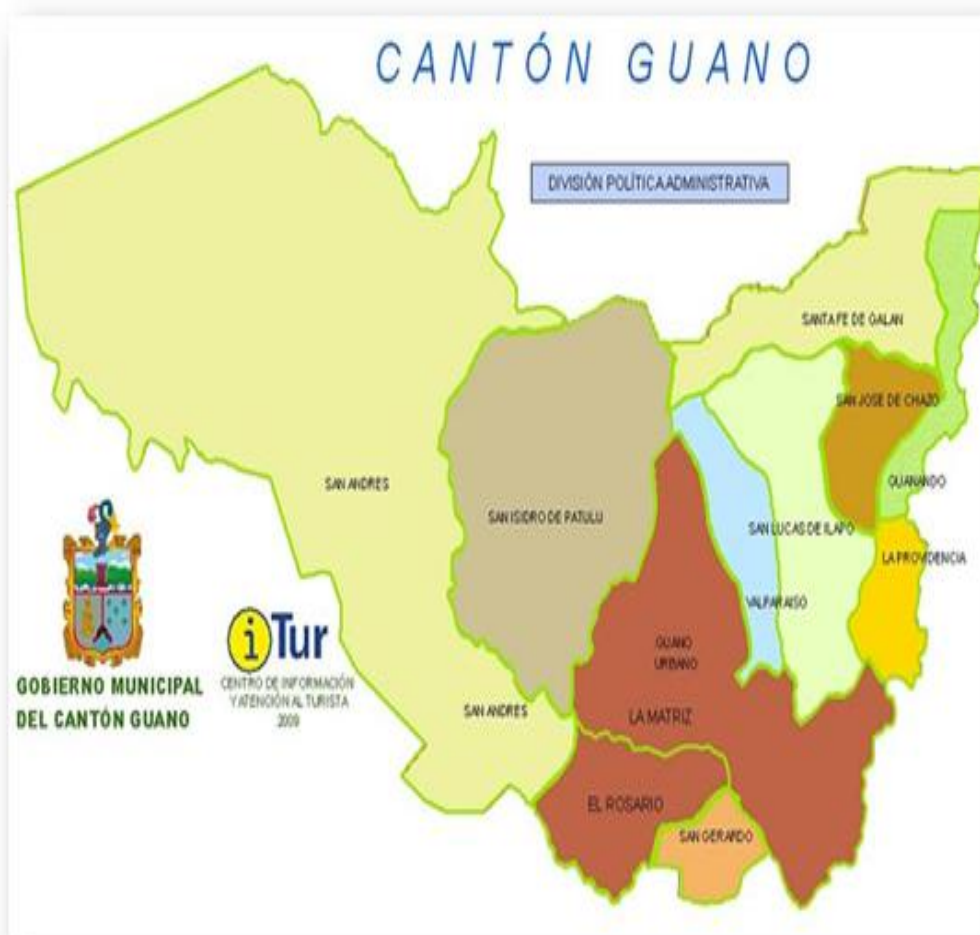 CANTÓN GUANO
DIVISIÓN POLÍTICA ADMINISTRATIVA
SANTA FE DE GALAN
SAN JOSE DE CHAZO
SAN ANDRES
GUANANDO
SAN ISIDRO DE PATULU
SAN LUCAS DE ILAPO
LA PROVIDENCIA
VALPARAISO
GUANO
URBANO
SAN ANDRES
LA MATRIZ
EL ROSARIO
SAN GERARDO
GOBIERNO MUNICIPAL
DEL CANTÓN GUANO
iTur
CENTRO DE INFORMACIÓN
Y ATENCIÓN AL TURISTA
2009